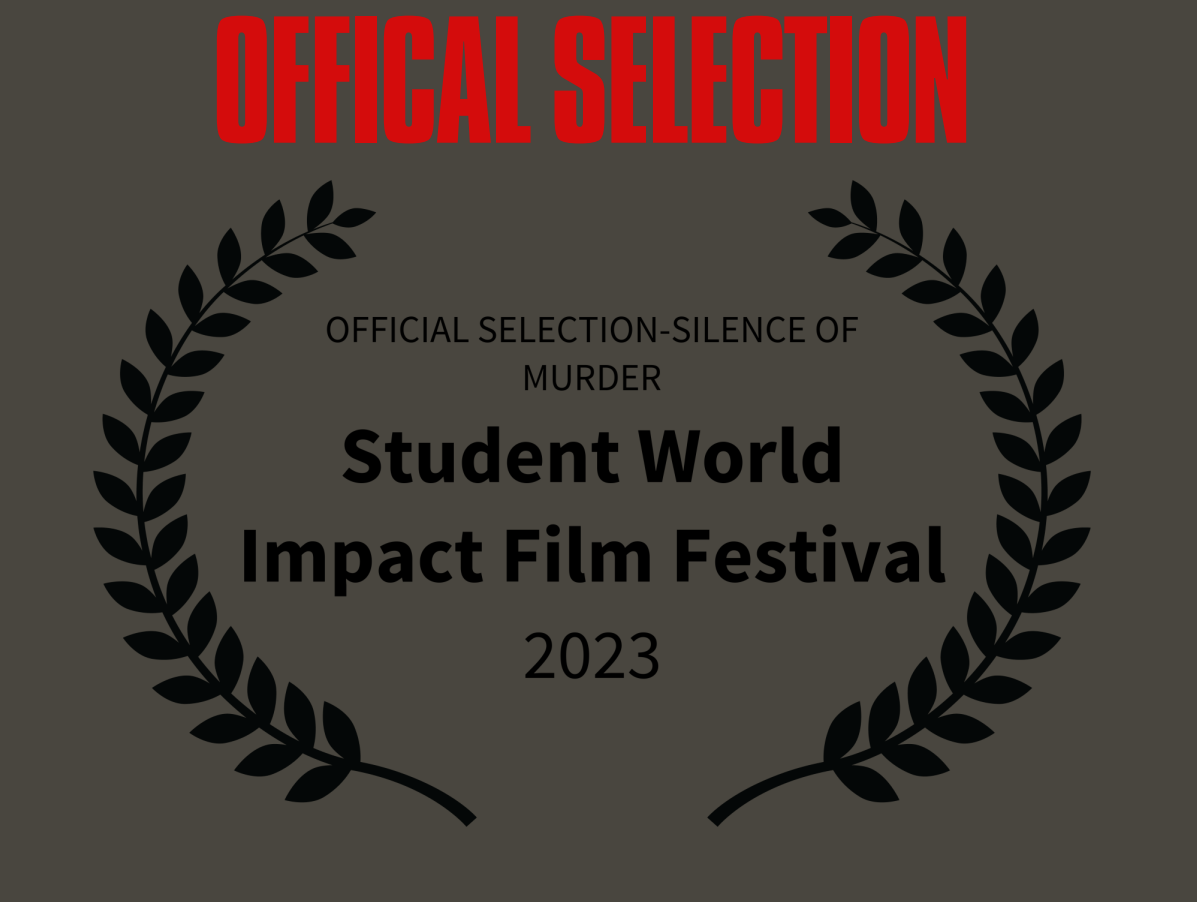 OFFICAL SELECTION
OFFICIAL SELECTION-SILENCE OF
MURDER
Student World
Impact Film Festival
2023